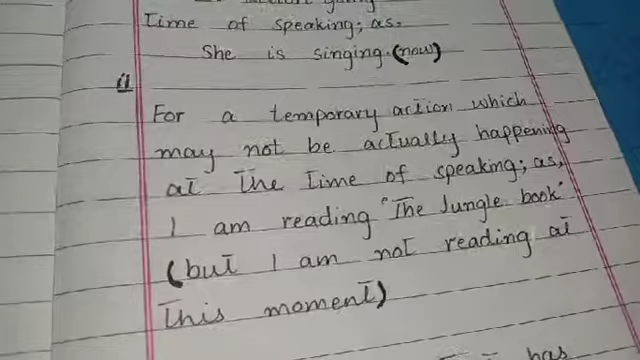 Time of speaking; as,
She is singing. (now)
ii
For a temporary action which
may not be actually happening
at the time of speaking; as,
I am reading "The Jungle book"
(but I am not reading at
this moment)
has